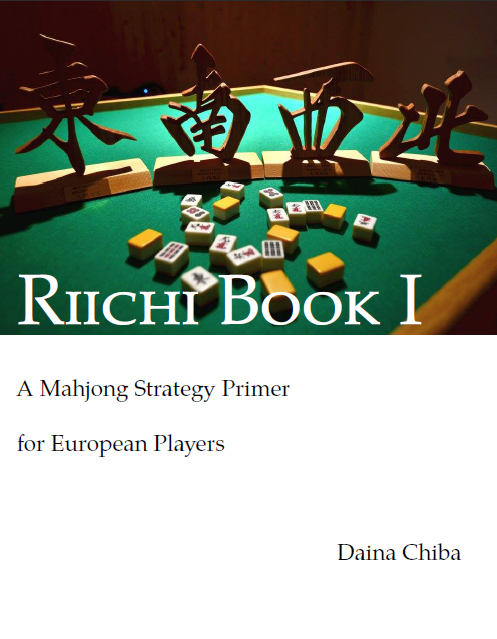 東南西北
RIICHI BOOK I
A Mahjong Strategy Primer
for European Players
Daina Chiba